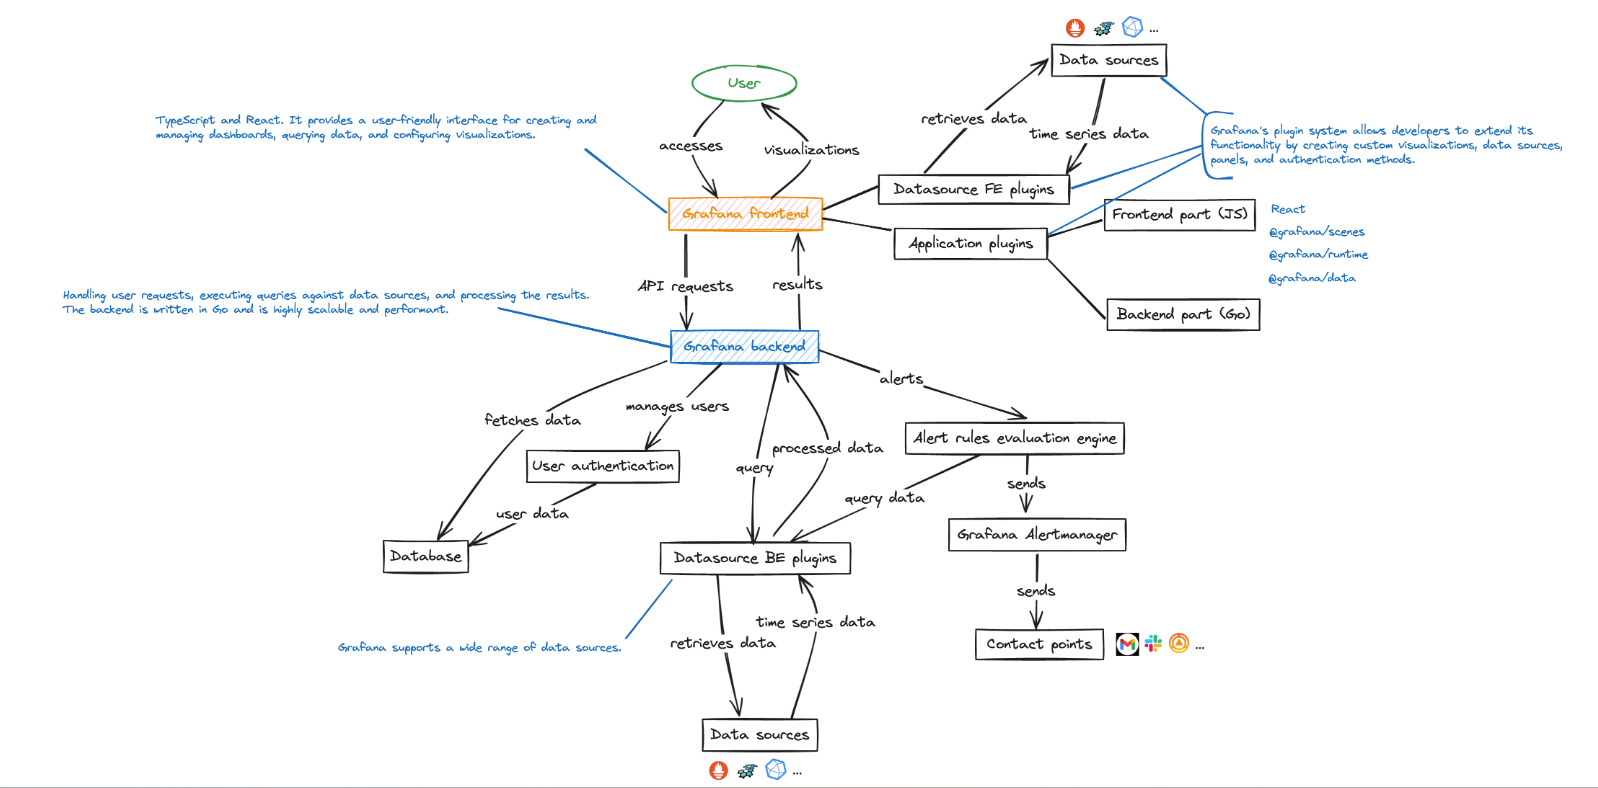 ...
Data sources
User
retrieves data
TypeScript and React. It provides a user-friendly interface for creating and
managing dashboards, querying data, and configuring visualizations.
time series data
Grafana's plugin system allows developers to extend its
functionality by creating custom visualizations, data sources,
panels, and authentication methods.
accesses
visualizations
Datasource FE plugins
Grafana frontend
Frontend part (JS)
React
@grafana/scenes
@grafana/runtime
@grafana/data
Application plugins
API requests
results
Handling user requests, executing queries against data sources, and processing the results.
The backend is written in Go and is highly scalable and performant.
Backend part (Go)
Grafana backend
alerts
manages users
fetches data
Alert rules evaluation engine
processed data
User authentication
query
sends
query data
user data
Grafana Alertmanager
Database
Datasource BE plugins
sends
time series data
retrieves data
Grafana supports a wide range of data sources.
Contact points
...
Data sources
...